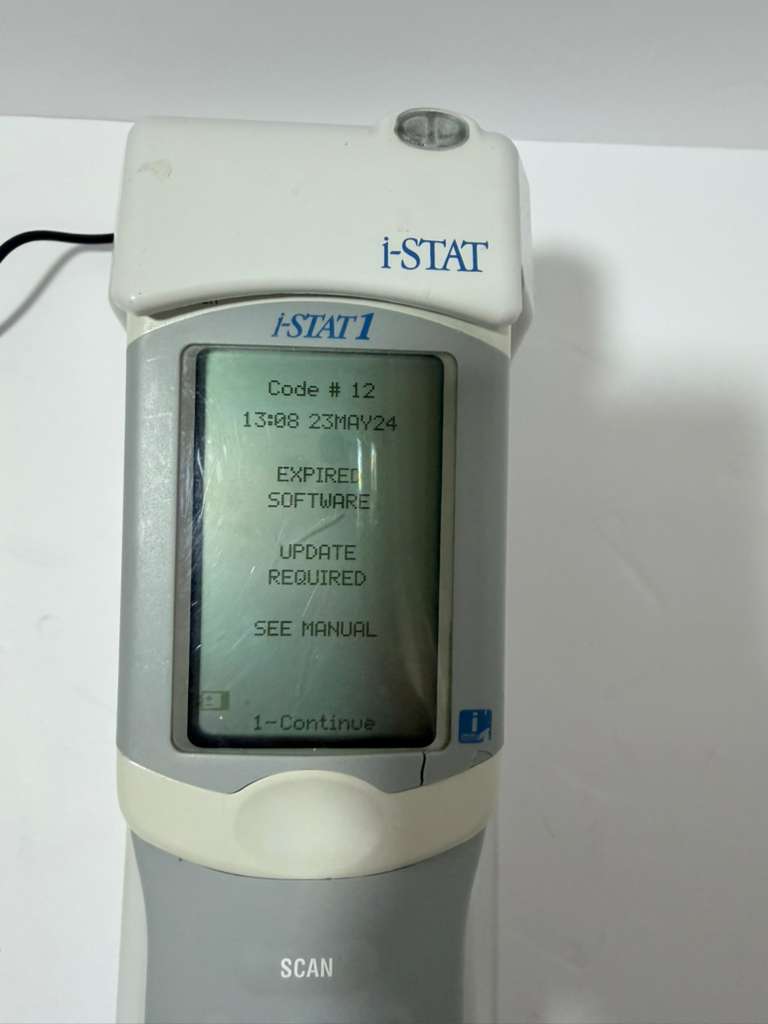 i-STAT
i-STAT1
Code # 12
13:08 23MAY24
EXPIRED
SOFTWARE
UPDATE
REQUIRED
SEE MANUAL
1-Continue
i
SCAN